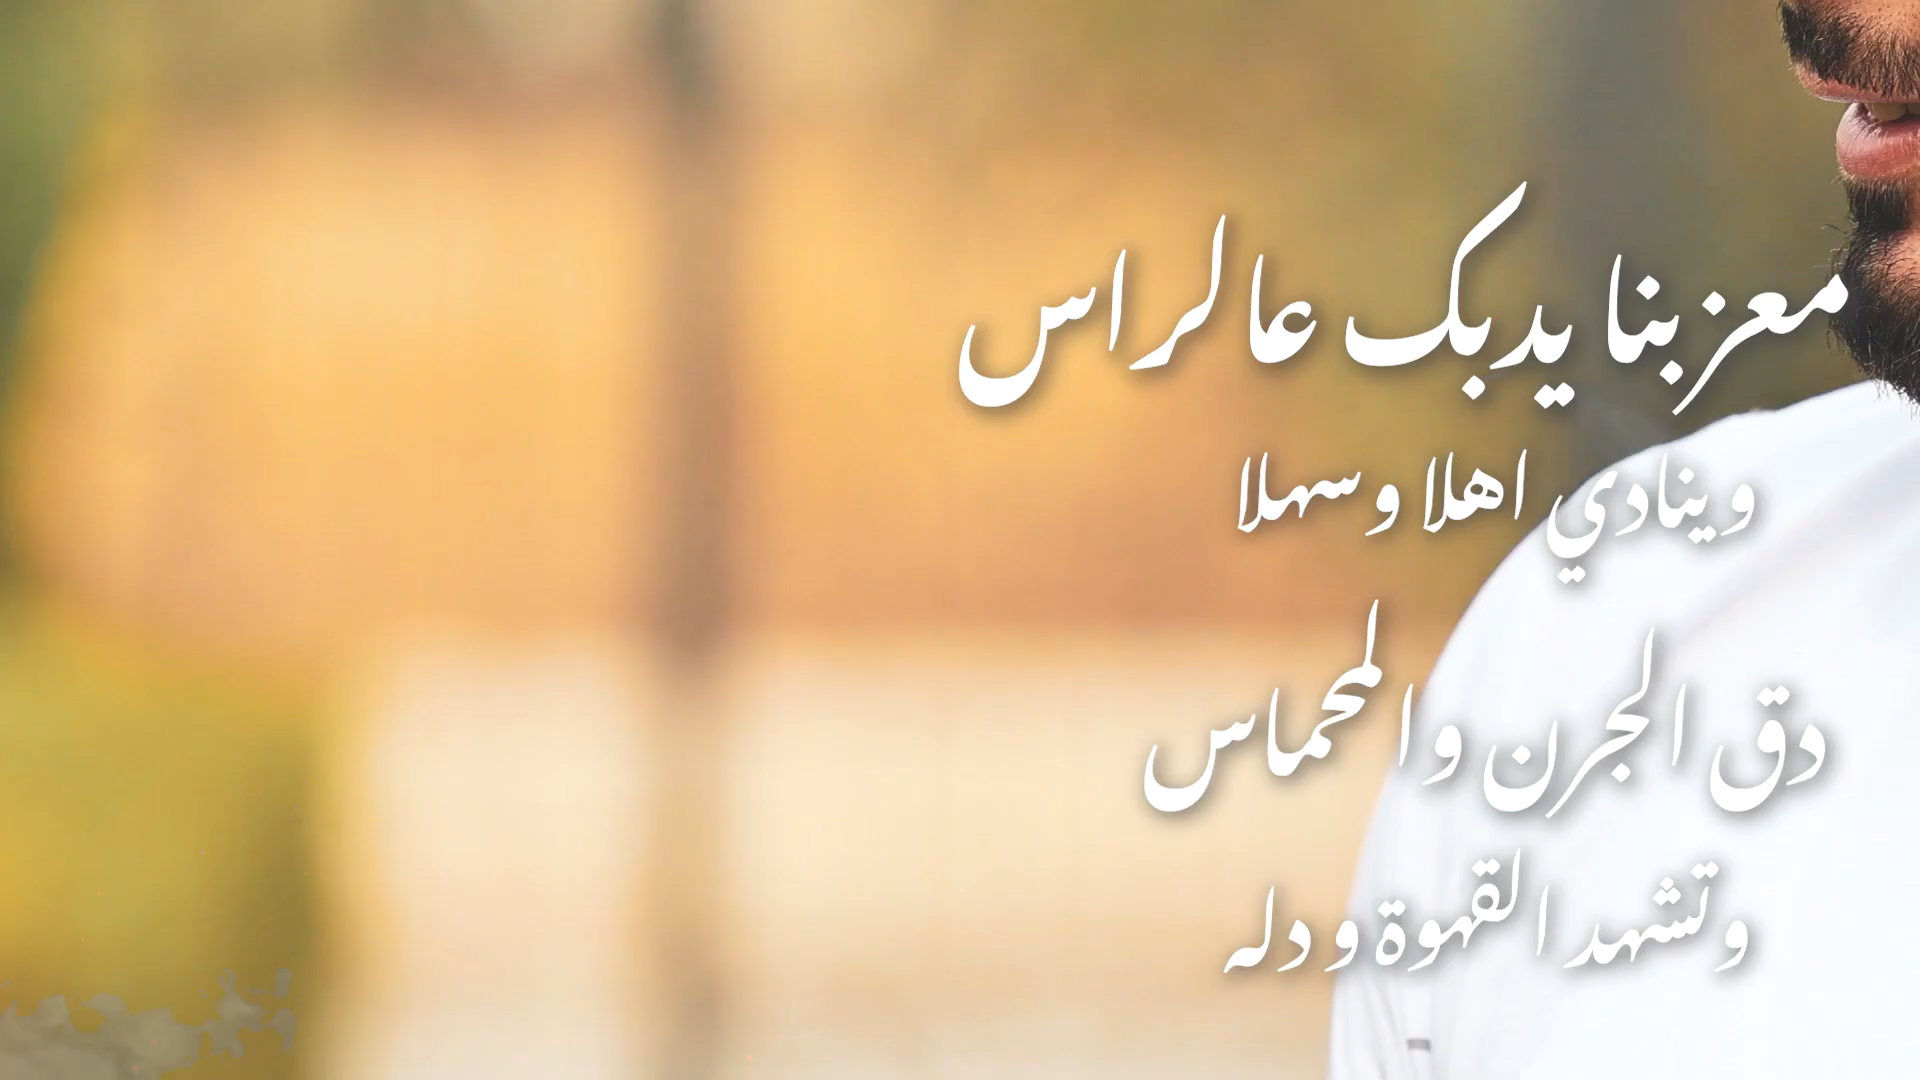 معزبنا يدبك عالراس
وينادي اهلا وسهلا
دق الجرن والمحماس
وتشهد القهوة ودله